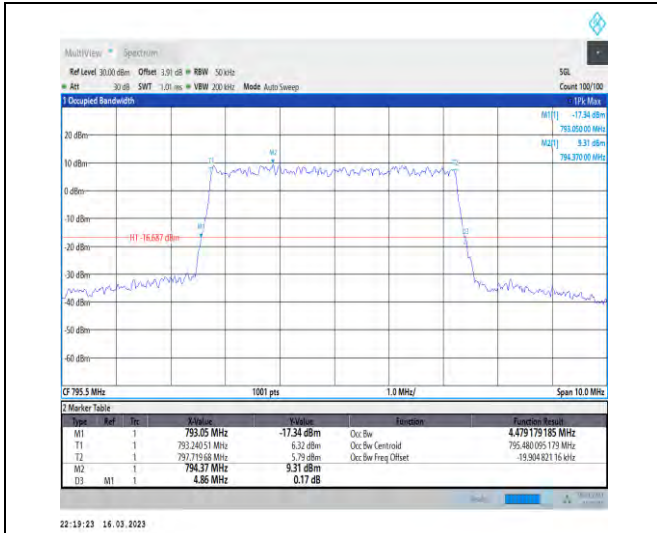 MultiView Spectrum
Ref Level 30.00 dBm Offset 3.91 dB RBW 50 kHz SGL
Att 30 dB SWT 1.01 ms VBW 200 kHz Mode Auto Sweep Count 100/100
1 Occupied Bandwidth 1Pk Max
M1[1] -17.34 dBm
793.050 00 MHz
M2[1] 9.31 dBm
794.370 00 MHz
20 dBm
M2
T1
10 dBm
0 dBm
-10 dBm
M1
H1 -16.687 dBm
-20 dBm
-30 dBm
-40 dBm
-50 dBm
-60 dBm
CF 795.5 MHz 1001 pts 1.0 MHz/ Span 10.0 MHz
2 Marker Table
Type Ref Trc X-Value Y-Value Function Function Result
M1 1 793.05 MHz -17.34 dBm Occ Bw 4.479 179 185 MHz
T1 1 793.240 51 MHz 6.32 dBm Occ Bw Centroid 795.480 095 179 MHz
T2 1 797.719 68 MHz 5.79 dBm Occ Bw Freq Offset -19.904 821 16 kHz
M2 1 794.37 MHz 9.31 dBm
D3 M1 1 4.86 MHz 0.17 dB
22:19:23 16.03.2023